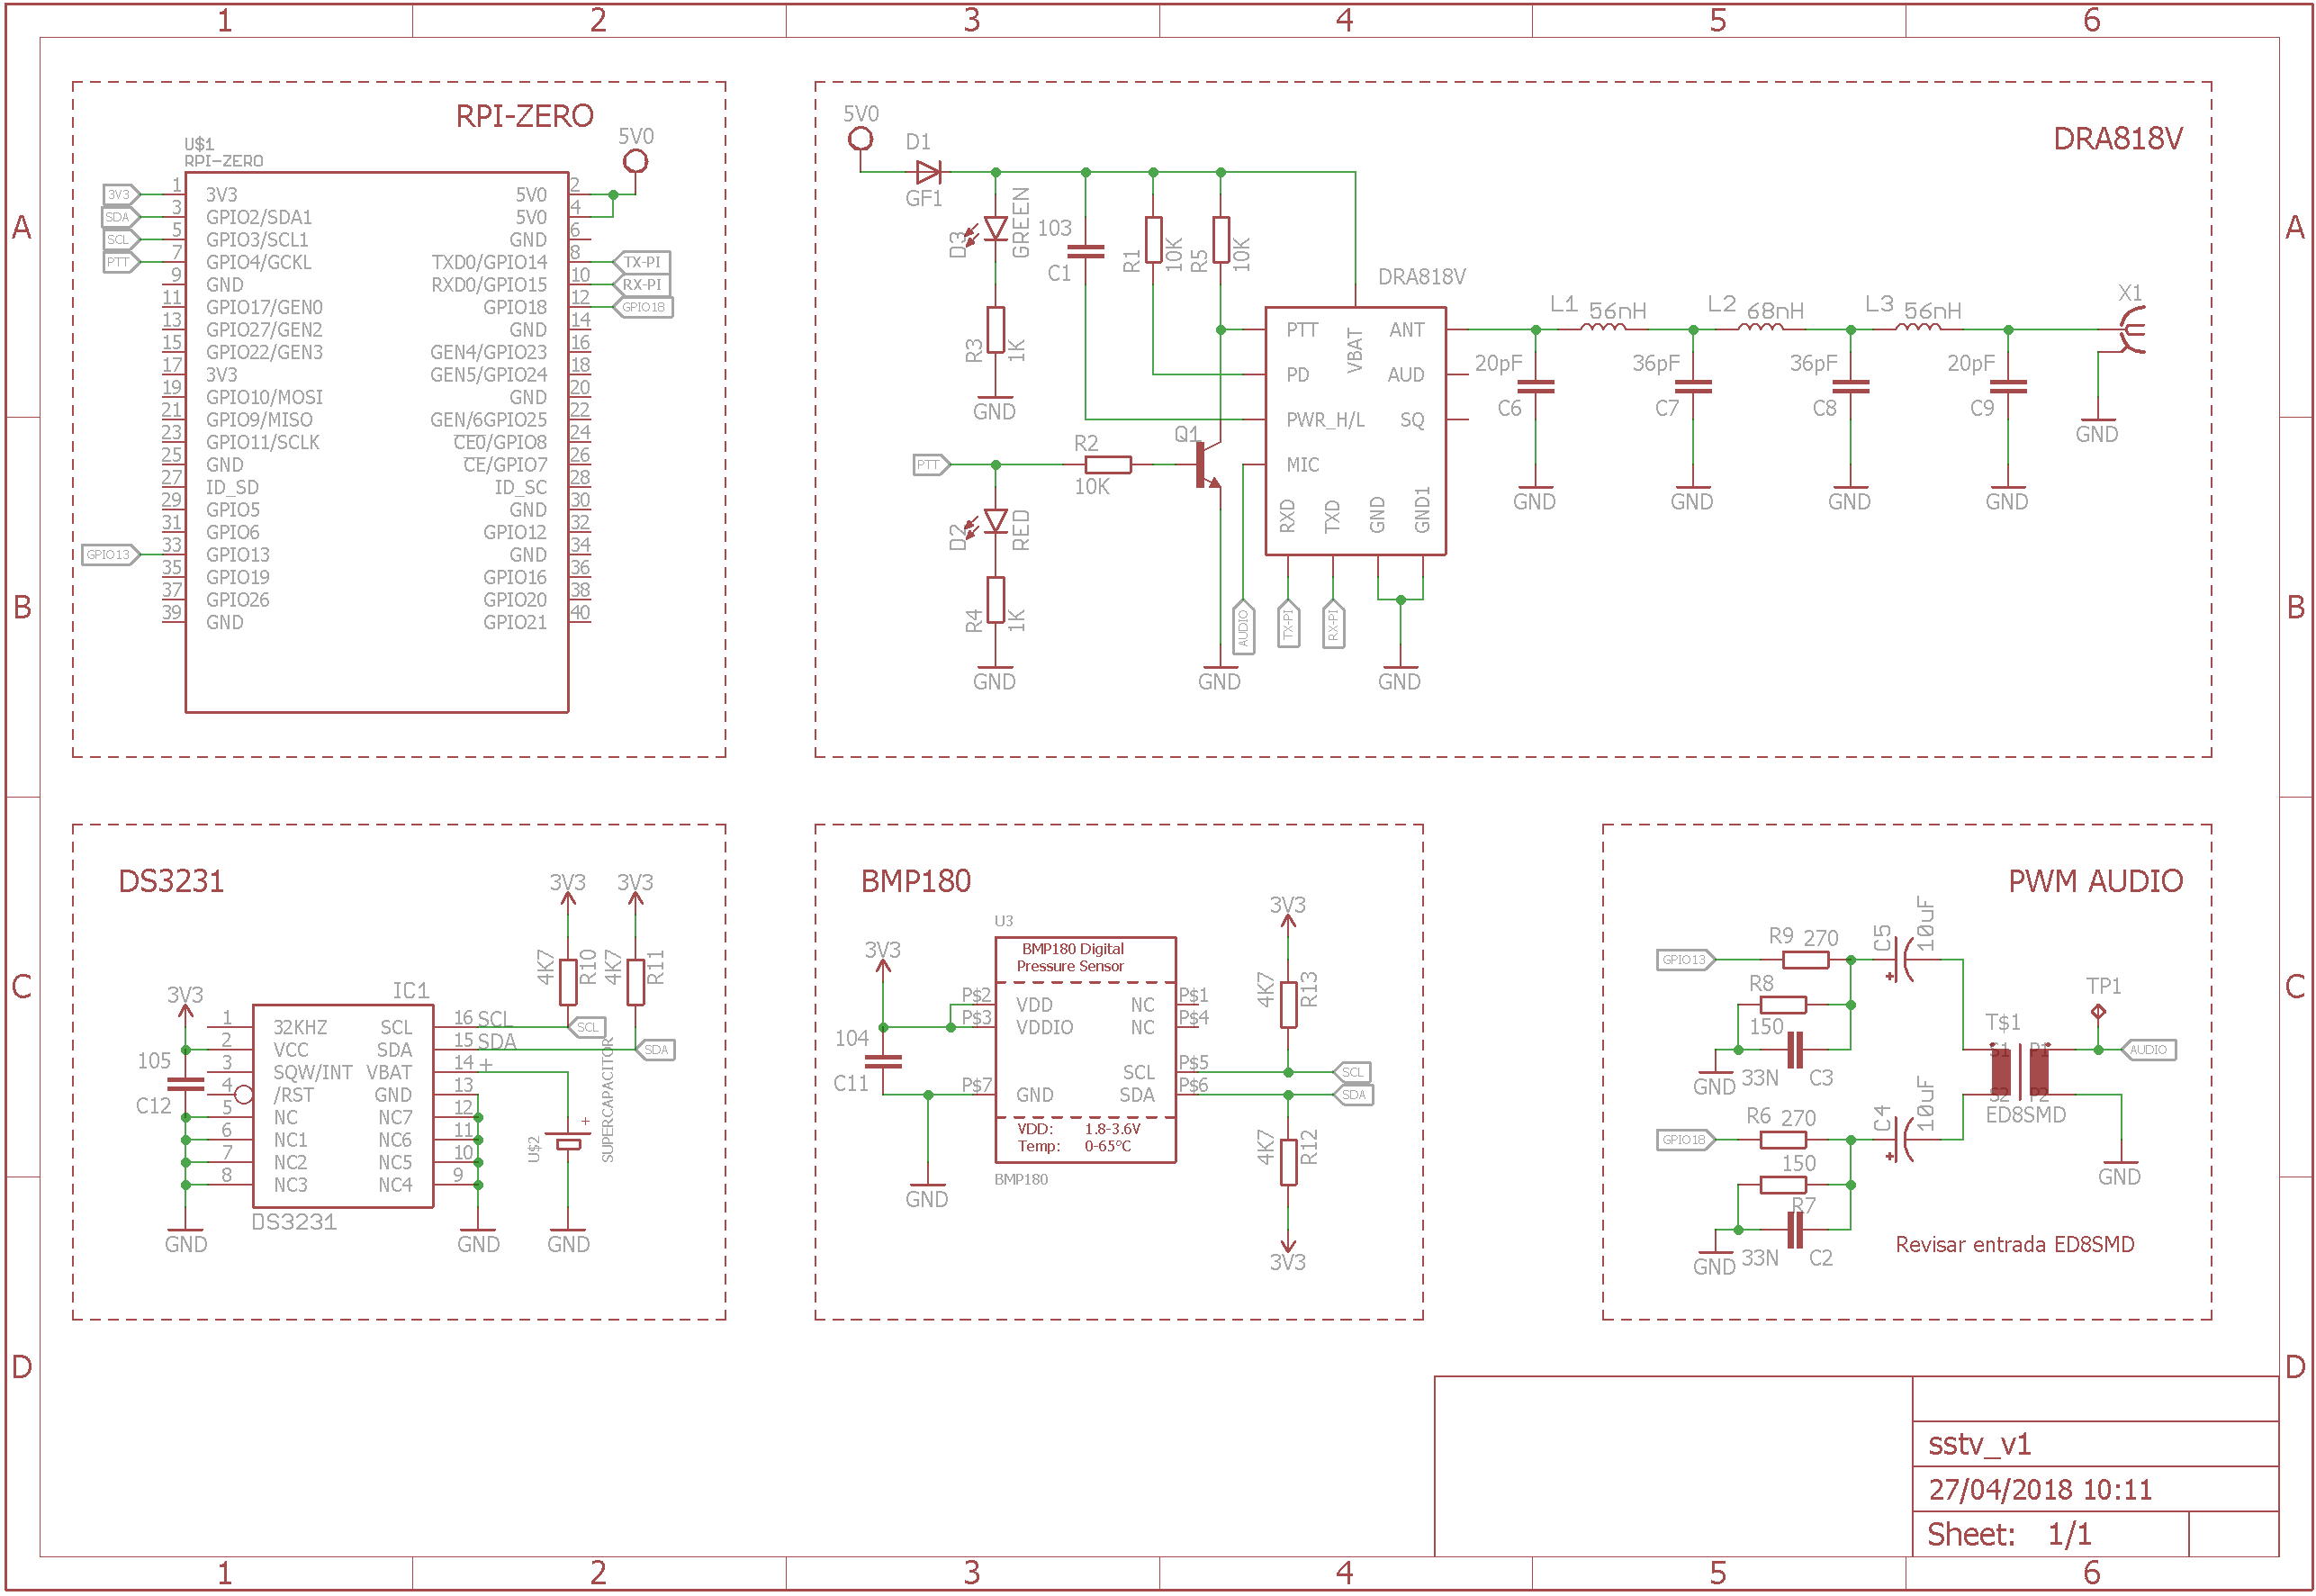 1 2 3 4 5 6
A
B
C
D
RPI-ZERO
U$1
RPI-ZERO
5V0
3V3 1 3V3 5V0 2
SDA 3 GPIO2/SDA1 5V0 4
SCL 5 GPIO3/SCL1 GND 6
PTT 7 GPIO4/GCKL TXD0/GPIO14 8 TX-PI
9 GND RXD0/GPIO15 10 RX-PI
11 GPIO17/GEN0 GPIO18 12 GPIO18
13 GPIO27/GEN2 GND 14
15 GPIO22/GEN3 GEN4/GPIO23 16
17 3V3 GEN5/GPIO24 18
19 GPIO10/MOSI GND 20
21 GPIO9/MISO GEN/6GPIO25 22
23 GPIO11/SCLK CE0/GPIO8 24
25 GND CE/GPIO7 26
27 ID_SD ID_SC 28
29 GPIO5 GND 30
31 GPIO6 GPIO12 32
GPIO13 33 GPIO13 GND 34
35 GPIO19 GPIO16 36
37 GPIO26 GPIO20 38
39 GND GPIO21 40
DRA818V
5V0
D1
GF1
D3
GREEN
103
C1
R1
10K
R5
10K
R3
1K
GND
PTT
R2
10K
Q1
D2
RED
R4
1K
GND
GND
DRA818V
PTT VBAT ANT
PD AUD
PWR_H/L SQ
MIC
RXD TXD GND GND1
AUDIO
TX-PI
RX-PI
GND
L1 56nH
L2 68nH
L3 56nH
X1
20pF
C6
GND
36pF
C7
GND
36pF
C8
GND
20pF
C9
GND
GND
DS3231
3V3 3V3
4K7
R10
4K7
R11
3V3
IC1
105
C12
1 32KHZ SCL 16 SCL
2 VCC SDA 15 SDA
3 SQW/INT VBAT 14 +
4 /RST GND 13
5 NC NC7 12
6 NC1 NC6 11
7 NC2 NC5 10
8 NC3 NC4 9
DS3231
SCL
SDA
U$2
+
SUPERCAPACITOR
GND GND GND
BMP180
U3
3V3
104
C11
BMP180 Digital
Pressure Sensor
P$2 VDD NC P$1
P$3 VDDIO NC P$4
SCL P$5
P$7 GND SDA P$6
VDD: 1.8-3.6V
Temp: 0-65°C
BMP180
GND
3V3
4K7
R13
SCL
SDA
4K7
R12
3V3
PWM AUDIO
GPIO13
R9 270
R8
150
33N C3
GND
C5
10uF
+
GPIO18
R6 270
150
R7
33N C2
GND
C4
10uF
+
T$1
S1 P1
S2 P2
ED8SMD
TP1
AUDIO
GND
Revisar entrada ED8SMD
sstv_v1
27/04/2018 10:11
Sheet: 1/1
A
B
C
D
1 2 3 4 5 6